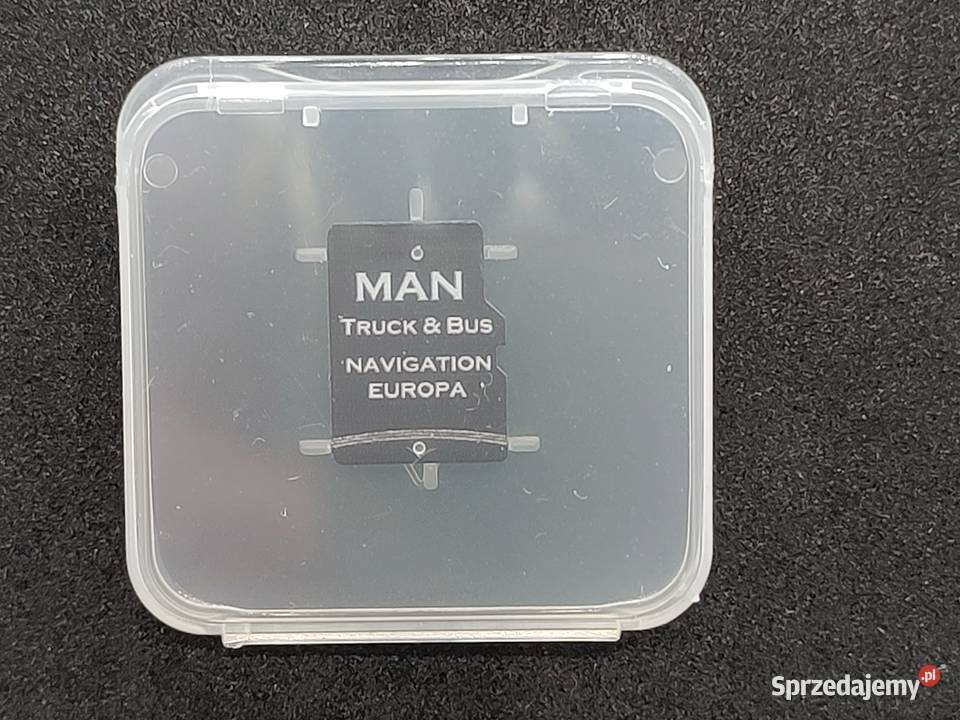 MAN
TRUCK & BUS
NAVIGATION
EUROPA
Sprzedajemy.pl